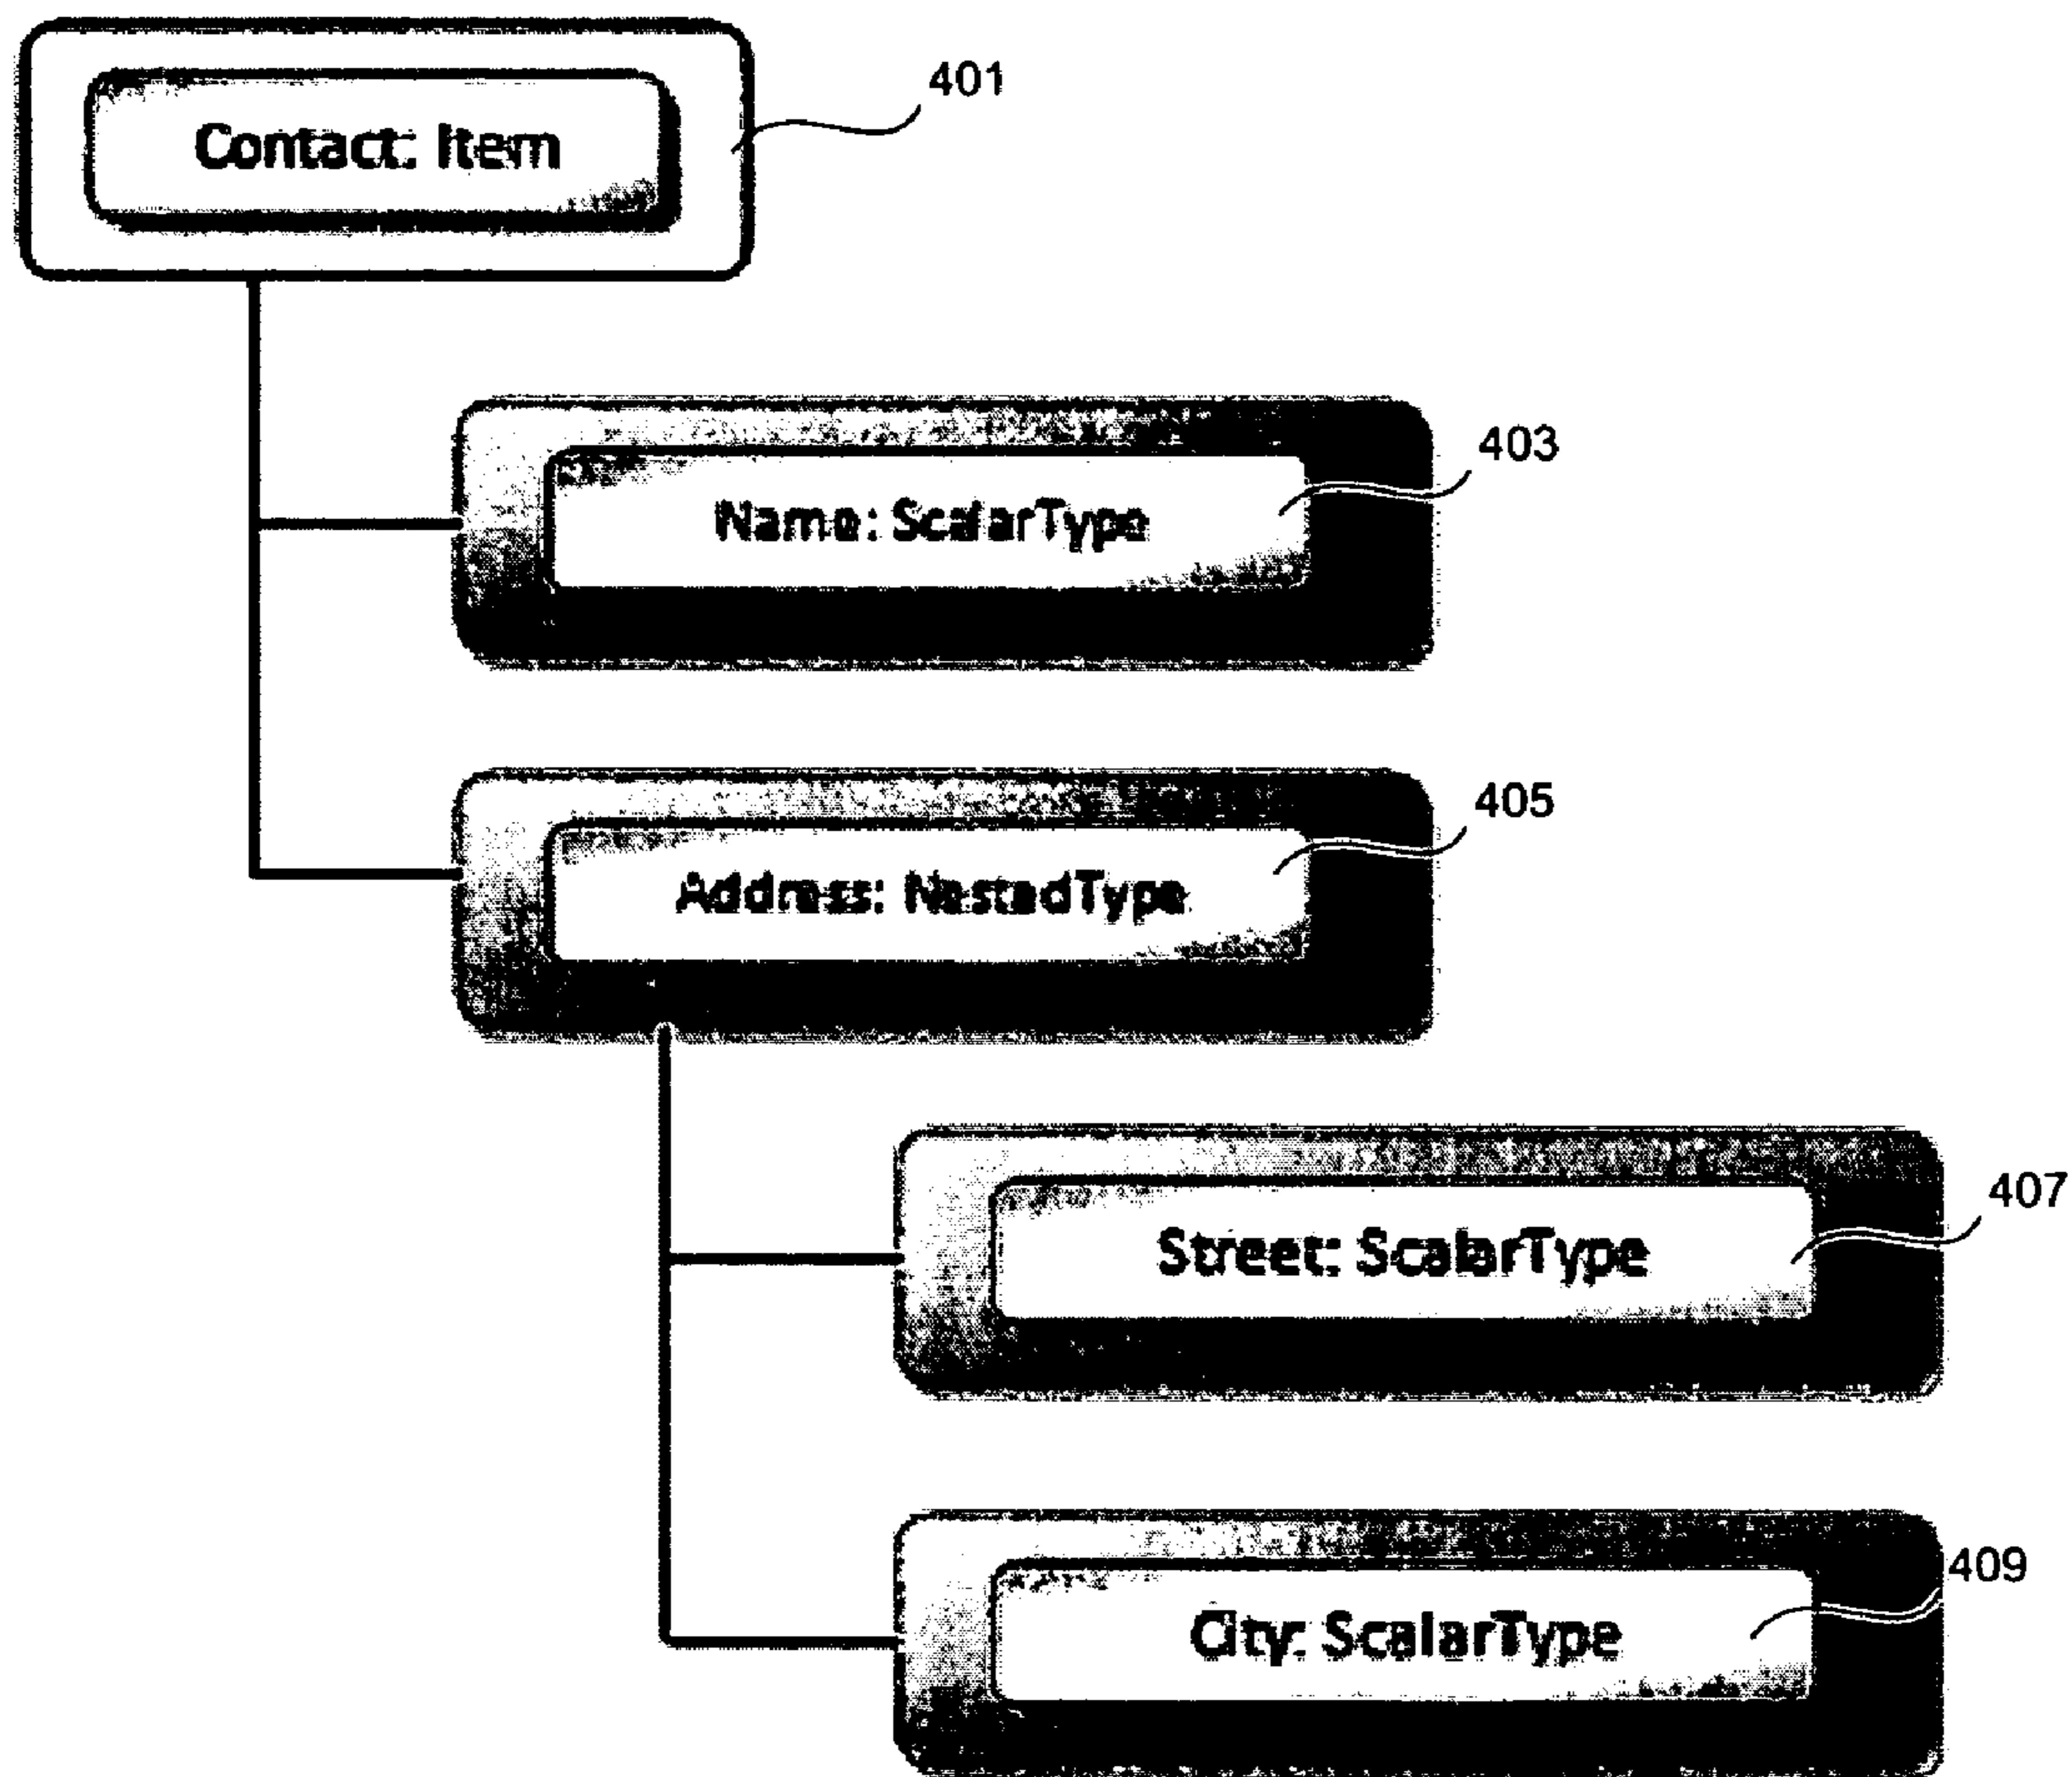 401
Contact: Item
403
Name: ScalarType
405
Address: NestedType
407
Street: ScalarType
409
City: ScalarType